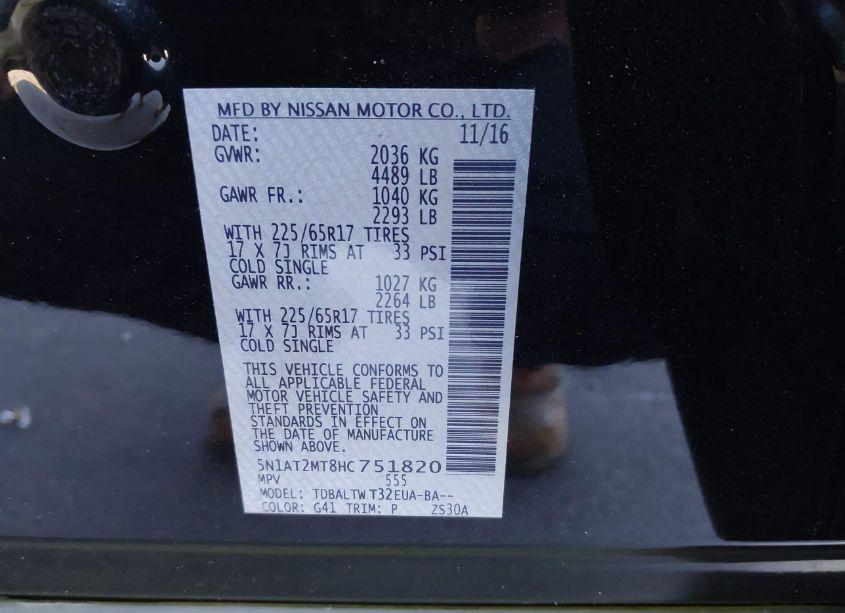 MFD BY NISSAN MOTOR CO., LTD.
DATE: 11/16
GVWR: 2036 KG
4489 LB
GAWR FR.: 1040 KG
2293 LB
WITH 225/65R17 TIRES
17 X 7J RIMS AT 33 PSI
COLD SINGLE
GAWR RR.: 1027 KG
2264 LB
WITH 225/65R17 TIRES
17 X 7J RIMS AT 33 PSI
COLD SINGLE
THIS VEHICLE CONFORMS TO
ALL APPLICABLE FEDERAL
MOTOR VEHICLE SAFETY AND
THEFT PREVENTION
STANDARDS IN EFFECT ON
THE DATE OF MANUFACTURE
SHOWN ABOVE.
5N1AT2MT8HC751820
MPV 555
MODEL: TDBALTW T32EUA-BA--
COLOR: G41 TRIM: P ZS30A